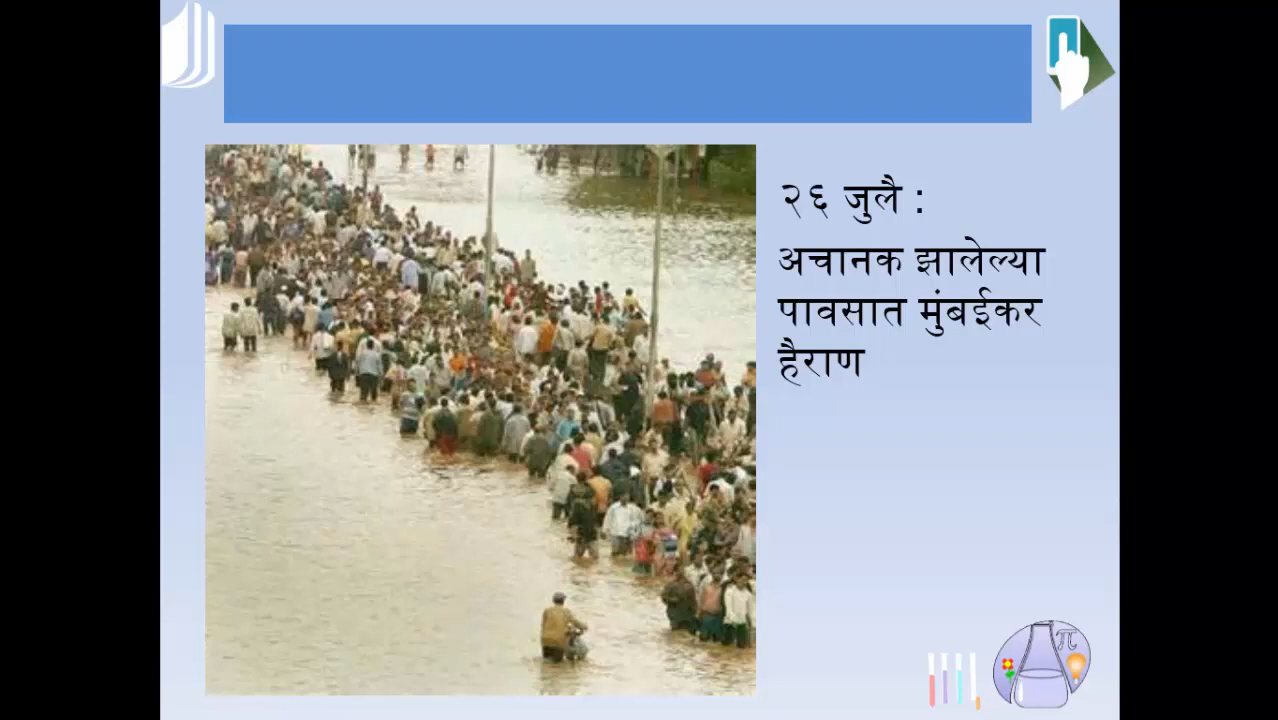 २६ जुलै :
अचानक झालेल्या
पावसात मुंबईकर
हैराण
π